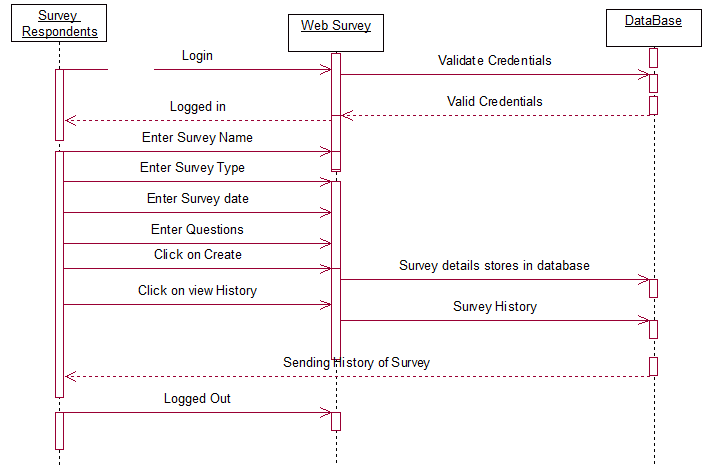 Survey
Respondents
Web Survey
DataBase
Login
Validate Credentials
Valid Credentials
Logged in
Enter Survey Name
Enter Survey Type
Enter Survey date
Enter Questions
Click on Create
Survey details stores in database
Click on view History
Survey History
Sending History of Survey
Logged Out